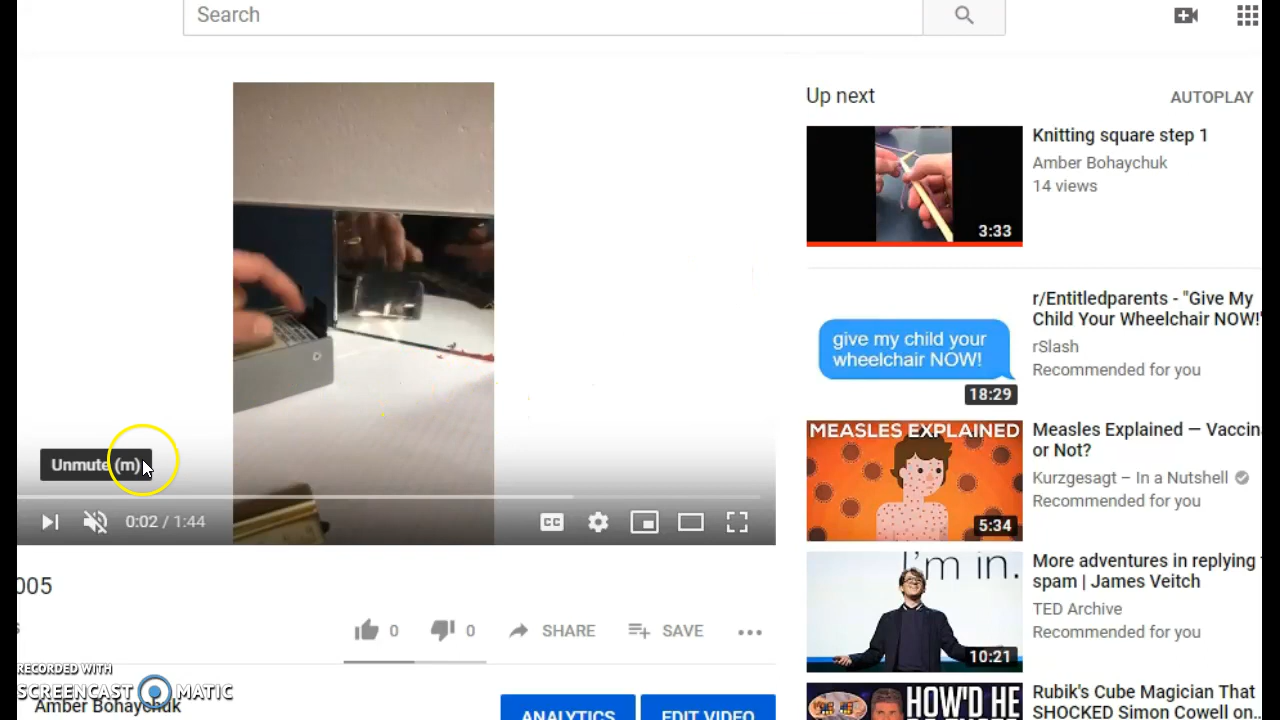 Search
Up next
AUTOPLAY
Knitting square step 1
Amber Bohaychuk
14 views
3:33
r/Entitledparents - "Give My
Child Your Wheelchair NOW!"
rSlash
Recommended for you
give my child your
wheelchair NOW!
18:29
MEASLES EXPLAINED
Measles Explained — Vaccin
or Not?
Kurzgesagt – In a Nutshell
Recommended for you
5:34
I'm in.
More adventures in replying
spam | James Veitch
TED Archive
Recommended for you
10:21
HOW'D HE
Rubik's Cube Magician That
SHOCKED Simon Cowell on...
Unmute (m)
0:02 / 1:44
CC
005
0
0
SHARE
SAVE
RECORDED WITH
SCREENCAST MATIC
Amber Bohaychuk
ANALYTICS
EDIT VIDEO